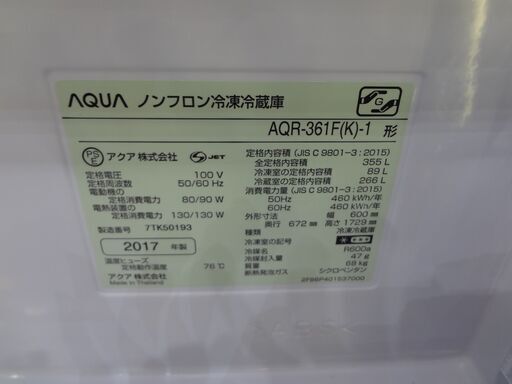 AQUA ノンフロン冷凍冷蔵庫
G
AQR-361F(K)-1 形
PS E アクア株式会社 S JET
定格電圧 100 V
定格周波数 50/60 Hz
電動機の
定格消費電力 80/90 W
電熱装置の
定格消費電力 130/130 W
製造番号 7TK50193
2017 年製
温度ヒューズ
定格動作温度 76℃
アクア株式会社
Made in Thailand
定格内容積 (JIS C 9801-3 : 2015)
全定格内容積 355 L
冷凍室の定格内容積 89 L
冷蔵室の定格内容積 266 L
消費電力量 (JIS C 9801-3 : 2015)
50Hz 460 kWh/年
60Hz 460 kWh/年
外形寸法 幅 600 mm
奥行 672 mm 高さ 1729 mm
種類 冷凍冷蔵庫
冷凍室の記号
冷媒 R600a
冷媒封入量 47 g
質量 68 kg
断熱発泡ガス シクロペンタン